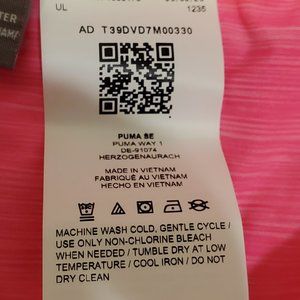 UL
1236
TER
AD T39DVD7M00330
PUMA SE
PUMA WAY 1
DE-91074
HERZOGENAURACH
MADE IN VIETNAM
FABRIQUÉ AU VIETNAM
HECHO EN VIETNAM
MACHINE WASH COLD, GENTLE CYCLE /
USE ONLY NON-CHLORINE BLEACH
WHEN NEEDED / TUMBLE DRY AT LOW
TEMPERATURE / COOL IRON / DO NOT
DRY CLEAN